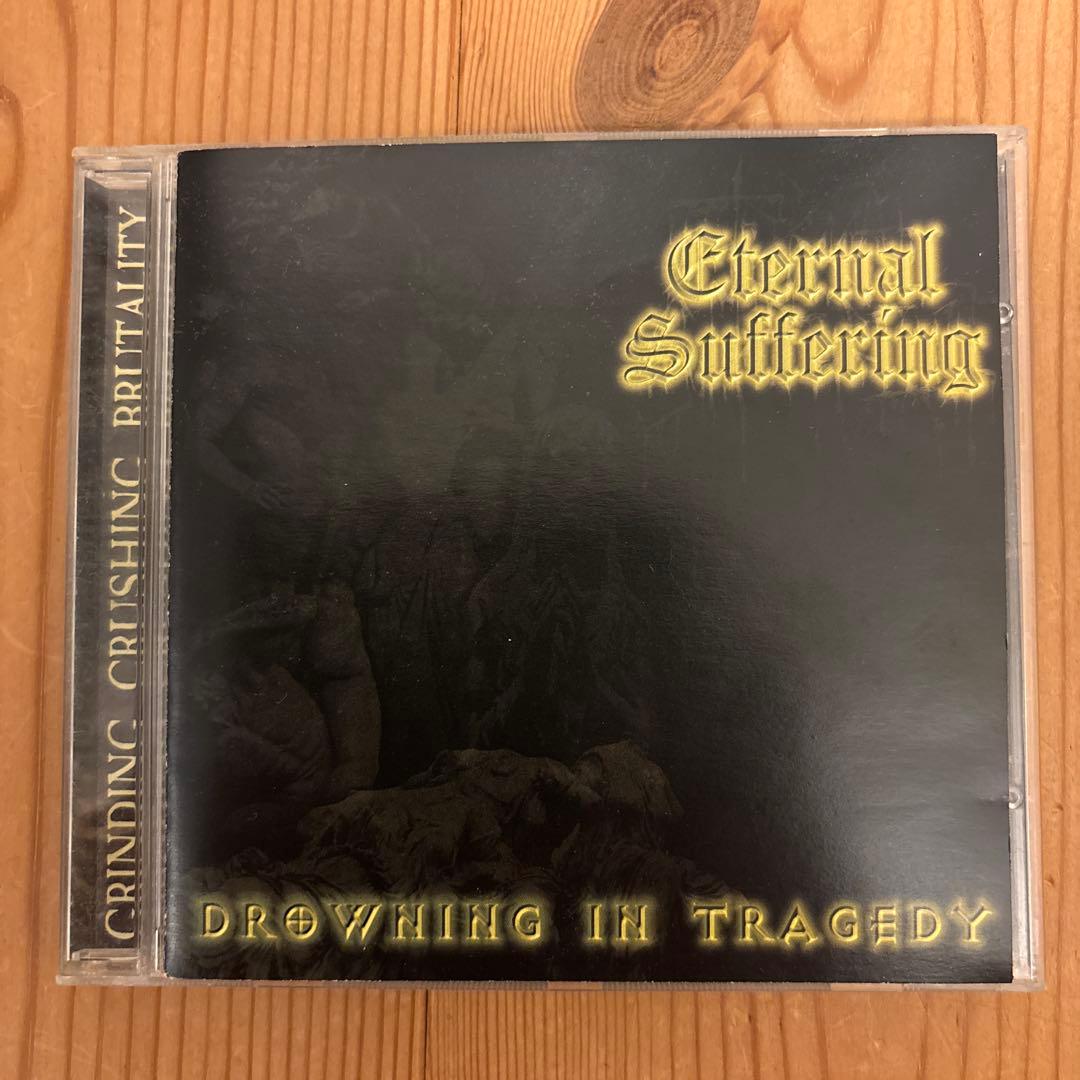 GRINDING CRUSHING BRUTALITY
Eternal
Suffering
DROWNING IN TRAGEDY